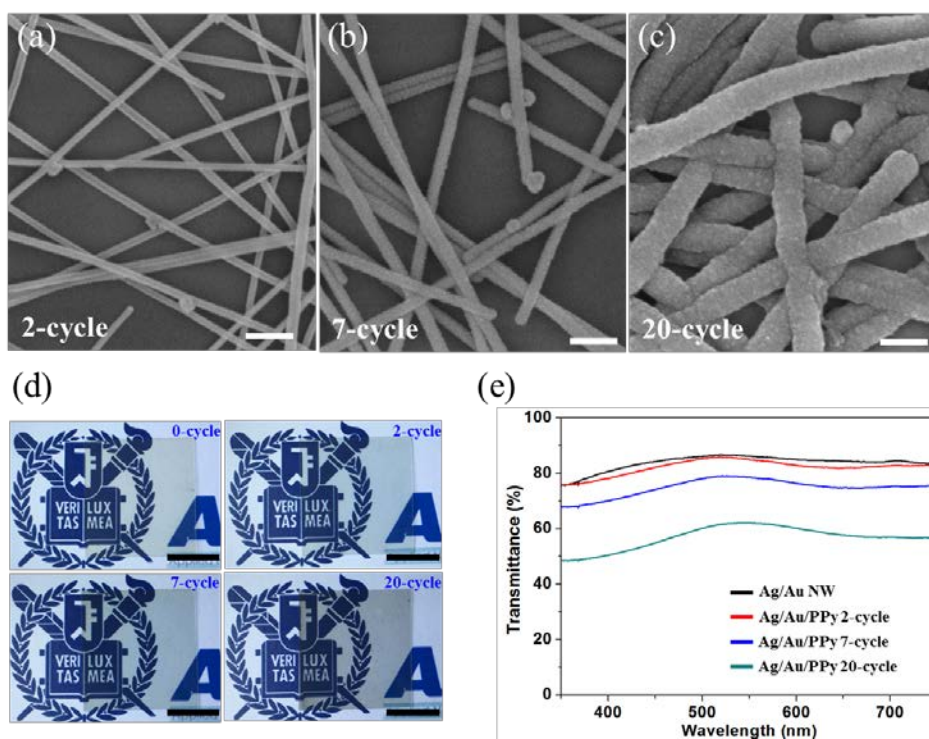 (a)
(b)
(c)
2-cycle
7-cycle
20-cycle
(d)
(e)
0-cycle
VERI LUX
TAS MEA
A
2-cycle
VERI LUX
TAS MEA
A
7-cycle
VERI LUX
TAS MEA
A
20-cycle
VERI LUX
TAS MEA
A
100
80
60
40
20
0
Transmittance (%)
Ag/Au NW
Ag/Au/PPy 2-cycle
Ag/Au/PPy 7-cycle
Ag/Au/PPy 20-cycle
400 500 600 700
Wavelength (nm)